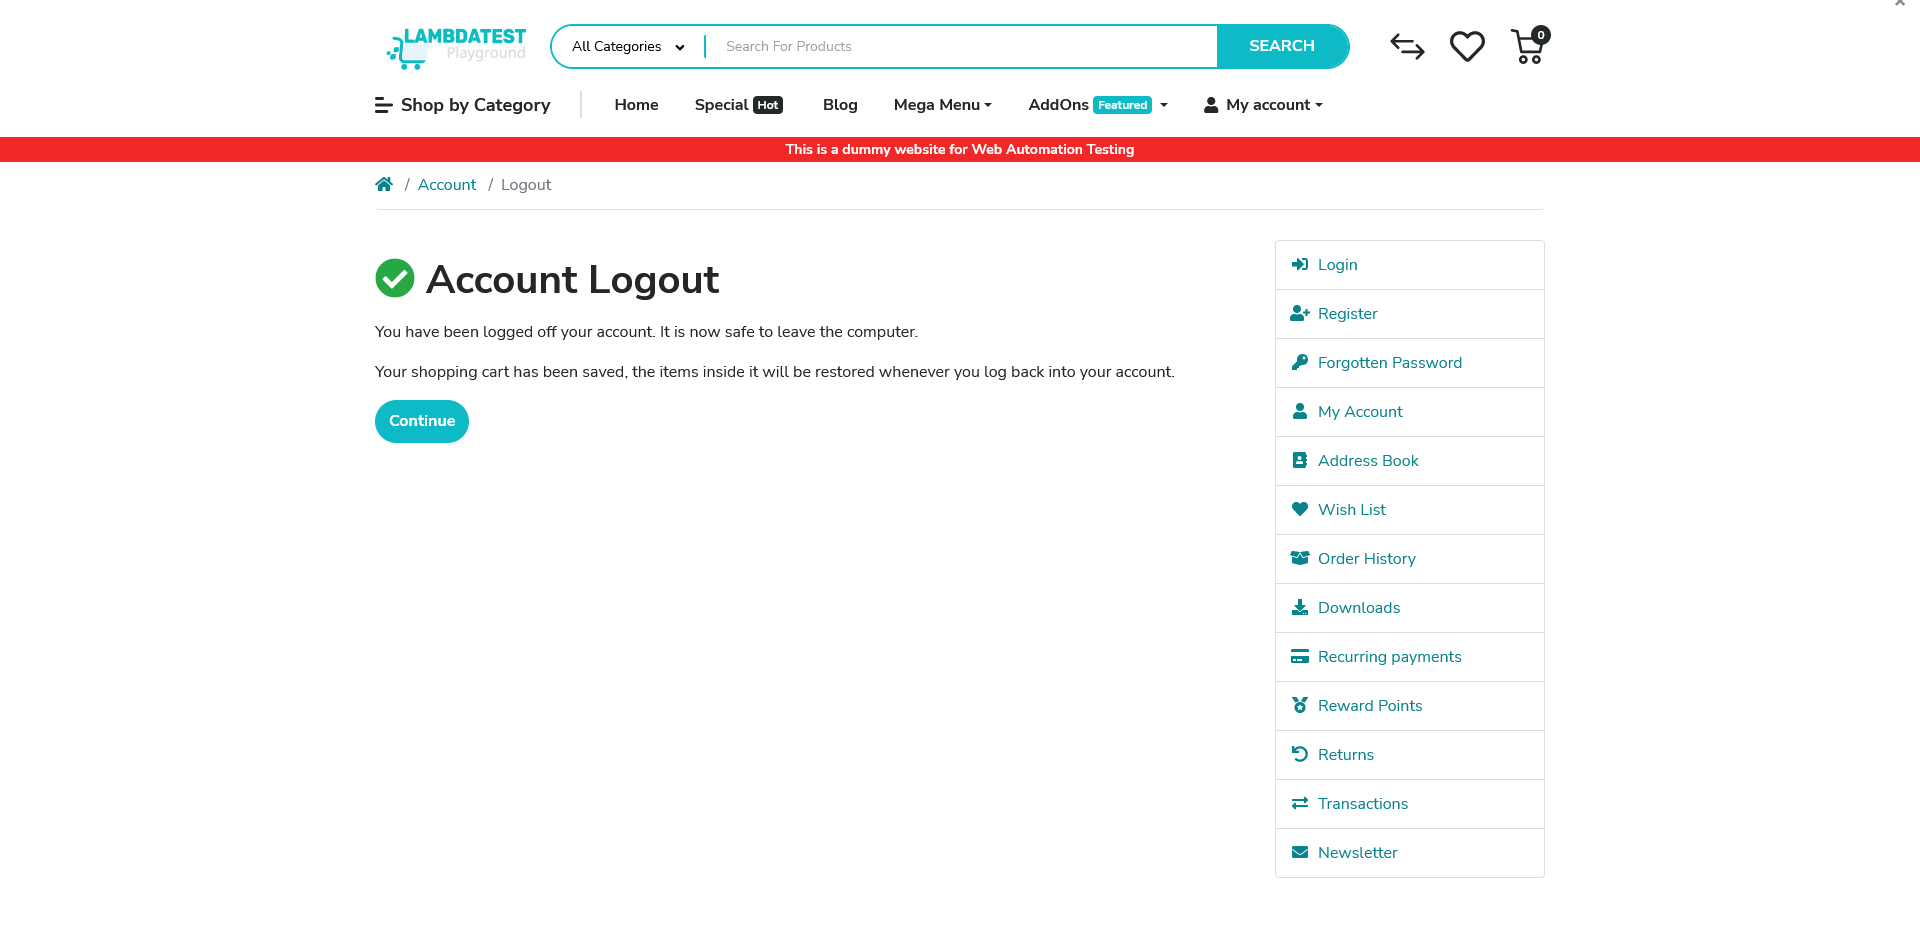 LAMBDATEST
Playground
All Categories
Search For Products
SEARCH
0
Shop by Category
Home
Special Hot
Blog
Mega Menu
AddOns Featured
My account
This is a dummy website for Web Automation Testing
/ Account / Logout
Account Logout
You have been logged off your account. It is now safe to leave the computer.
Your shopping cart has been saved, the items inside it will be restored whenever you log back into your account.
Continue
Login
Register
Forgotten Password
My Account
Address Book
Wish List
Order History
Downloads
Recurring payments
Reward Points
Returns
Transactions
Newsletter